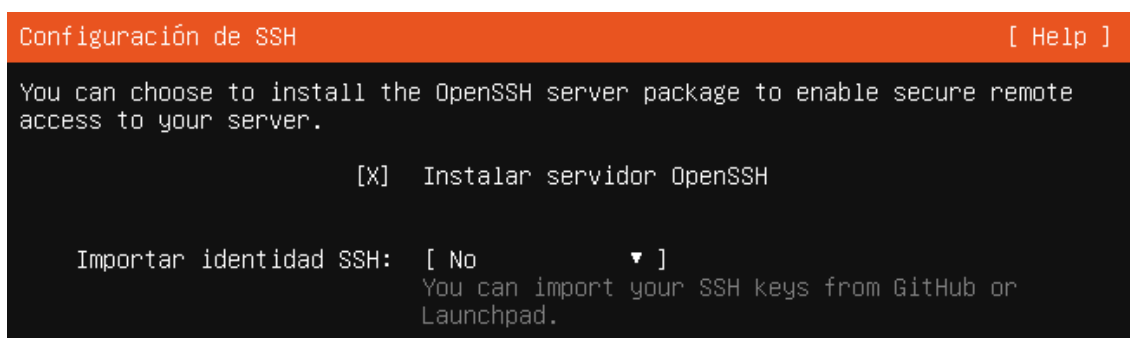 Configuración de SSH [ Help ]
You can choose to install the OpenSSH server package to enable secure remote
access to your server.
[X] Instalar servidor OpenSSH
Importar identidad SSH: [ No ▾ ]
You can import your SSH keys from GitHub or
Launchpad.